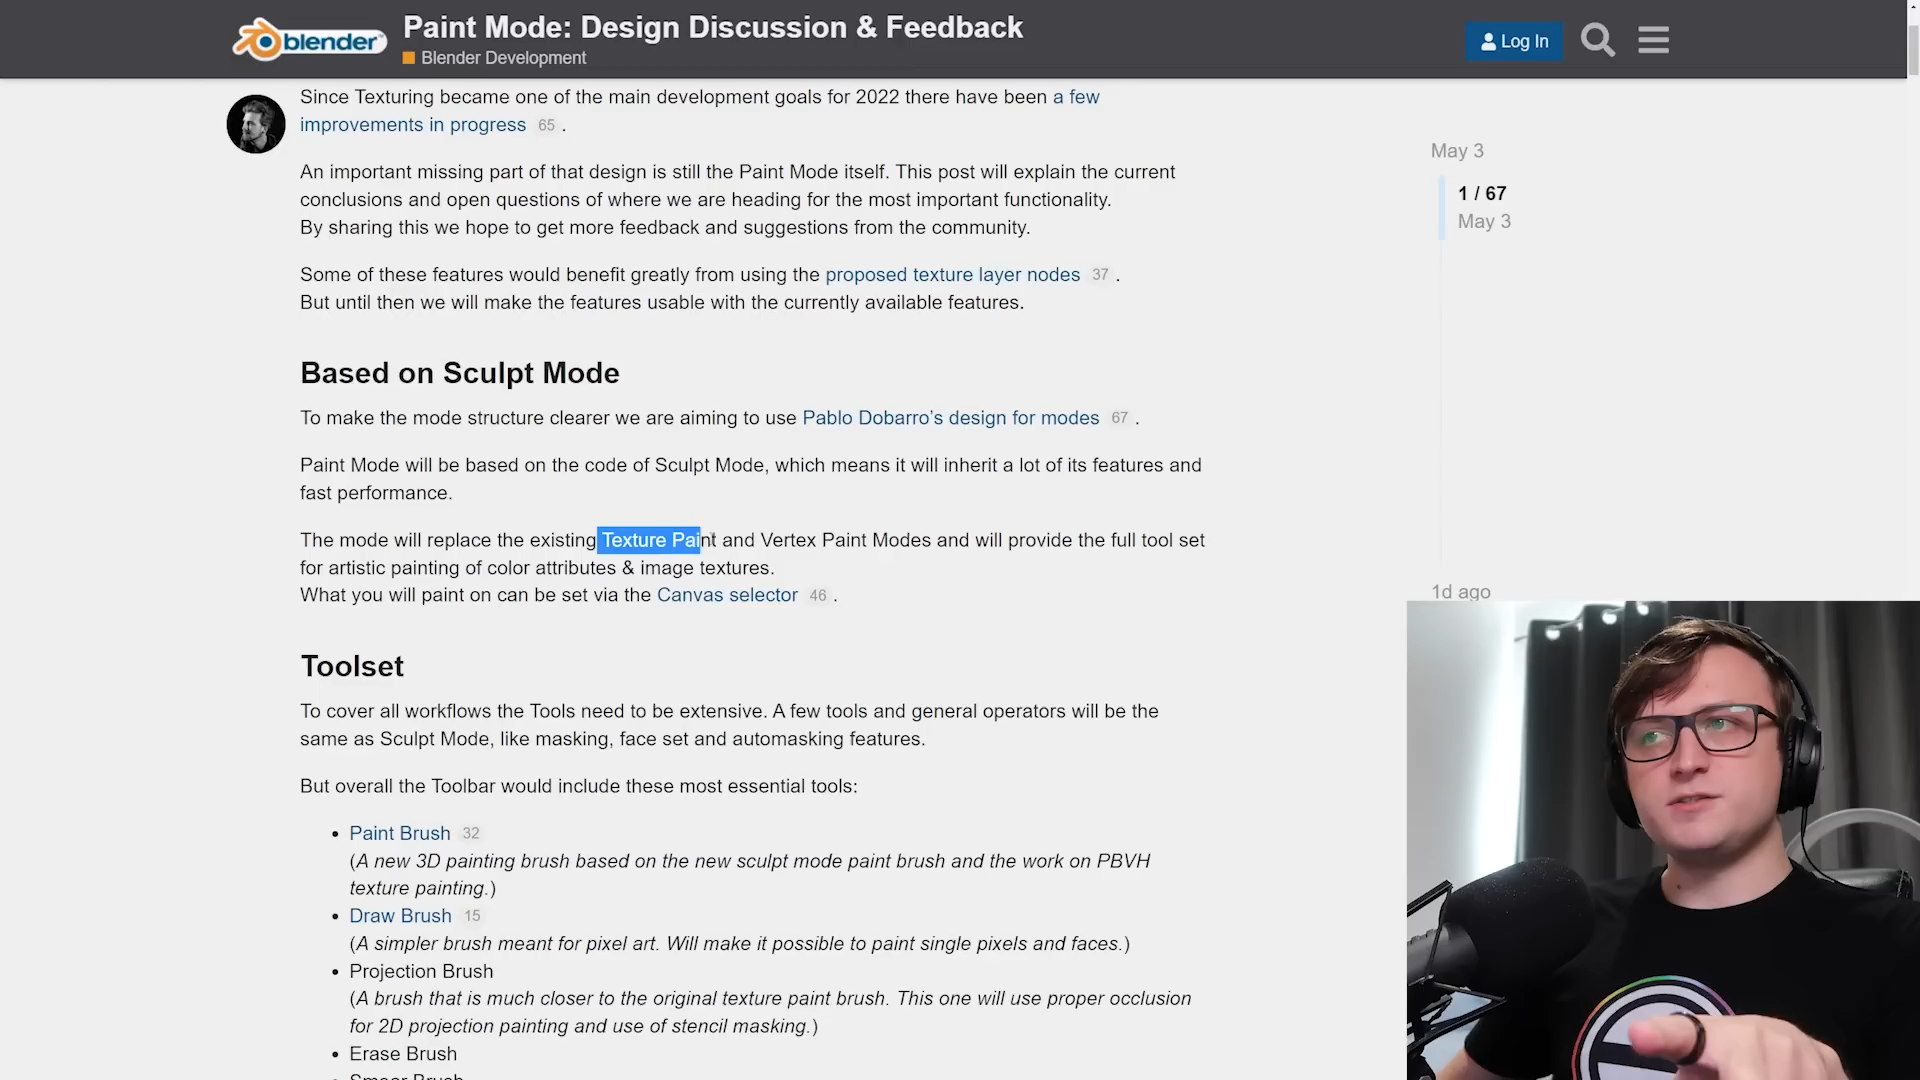 blender
Paint Mode: Design Discussion & Feedback
Blender Development
Log In
Since Texturing became one of the main development goals for 2022 there have been a few
improvements in progress 65 .
An important missing part of that design is still the Paint Mode itself. This post will explain the current
conclusions and open questions of where we are heading for the most important functionality.
By sharing this we hope to get more feedback and suggestions from the community.
Some of these features would benefit greatly from using the proposed texture layer nodes 37 .
But until then we will make the features usable with the currently available features.
May 3
1 / 67
May 3
Based on Sculpt Mode
To make the mode structure clearer we are aiming to use Pablo Dobarro’s design for modes 67 .
Paint Mode will be based on the code of Sculpt Mode, which means it will inherit a lot of its features and
fast performance.
The mode will replace the existing Texture Paint and Vertex Paint Modes and will provide the full tool set
for artistic painting of color attributes & image textures.
What you will paint on can be set via the Canvas selector 46 .
1d ago
Toolset
To cover all workflows the Tools need to be extensive. A few tools and general operators will be the
same as Sculpt Mode, like masking, face set and automasking features.
But overall the Toolbar would include these most essential tools:
• Paint Brush 32
(A new 3D painting brush based on the new sculpt mode paint brush and the work on PBVH
texture painting.)
• Draw Brush 15
(A simpler brush meant for pixel art. Will make it possible to paint single pixels and faces.)
• Projection Brush
(A brush that is much closer to the original texture paint brush. This one will use proper occlusion
for 2D projection painting and use of stencil masking.)
• Erase Brush
• Smear Brush